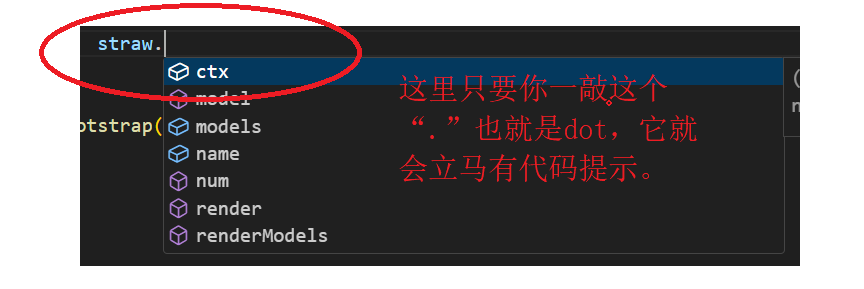 straw.
ctx
model
models
otstrap(
name
num
render
renderModels
这里只要你一敲这个
“.”也就是dot，它就
会立马有代码提示。
(
n